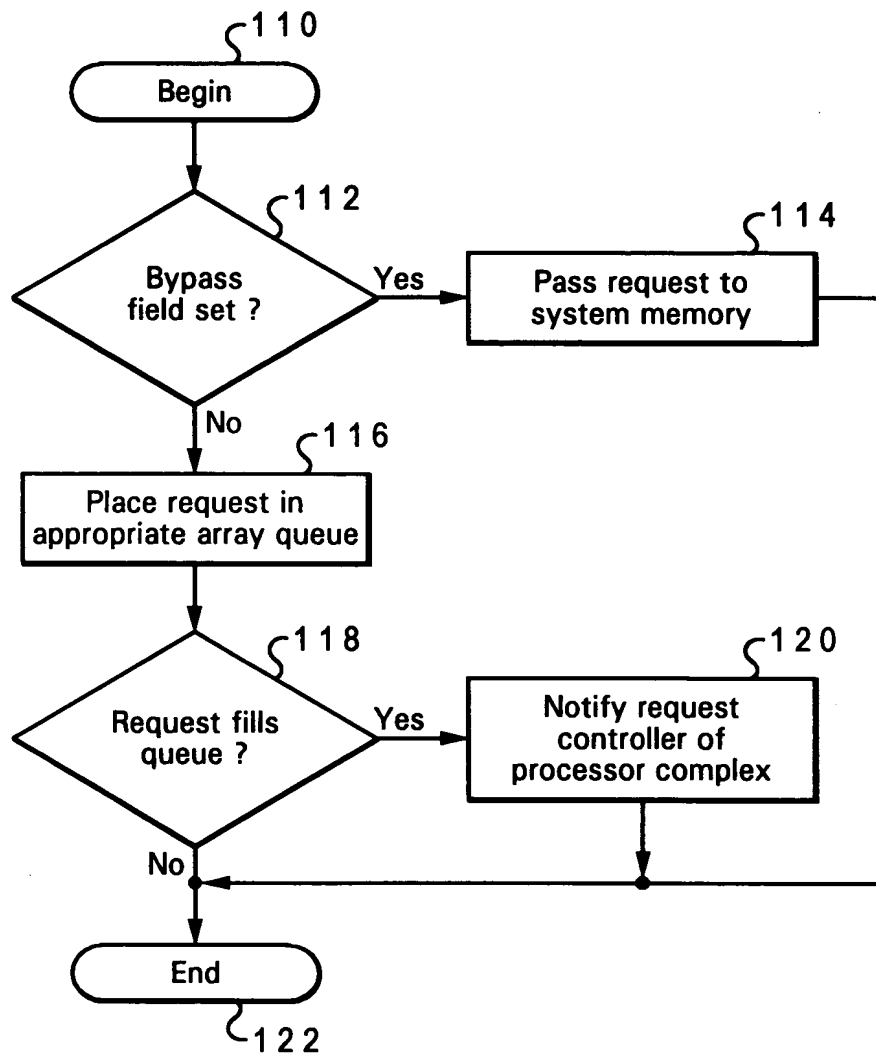 110
Begin
112
Bypass
field set ?
Yes
114
Pass request to
system memory
No
116
Place request in
appropriate array queue
118
Request fills
queue ?
Yes
120
Notify request
controller of
processor complex
No
End
122